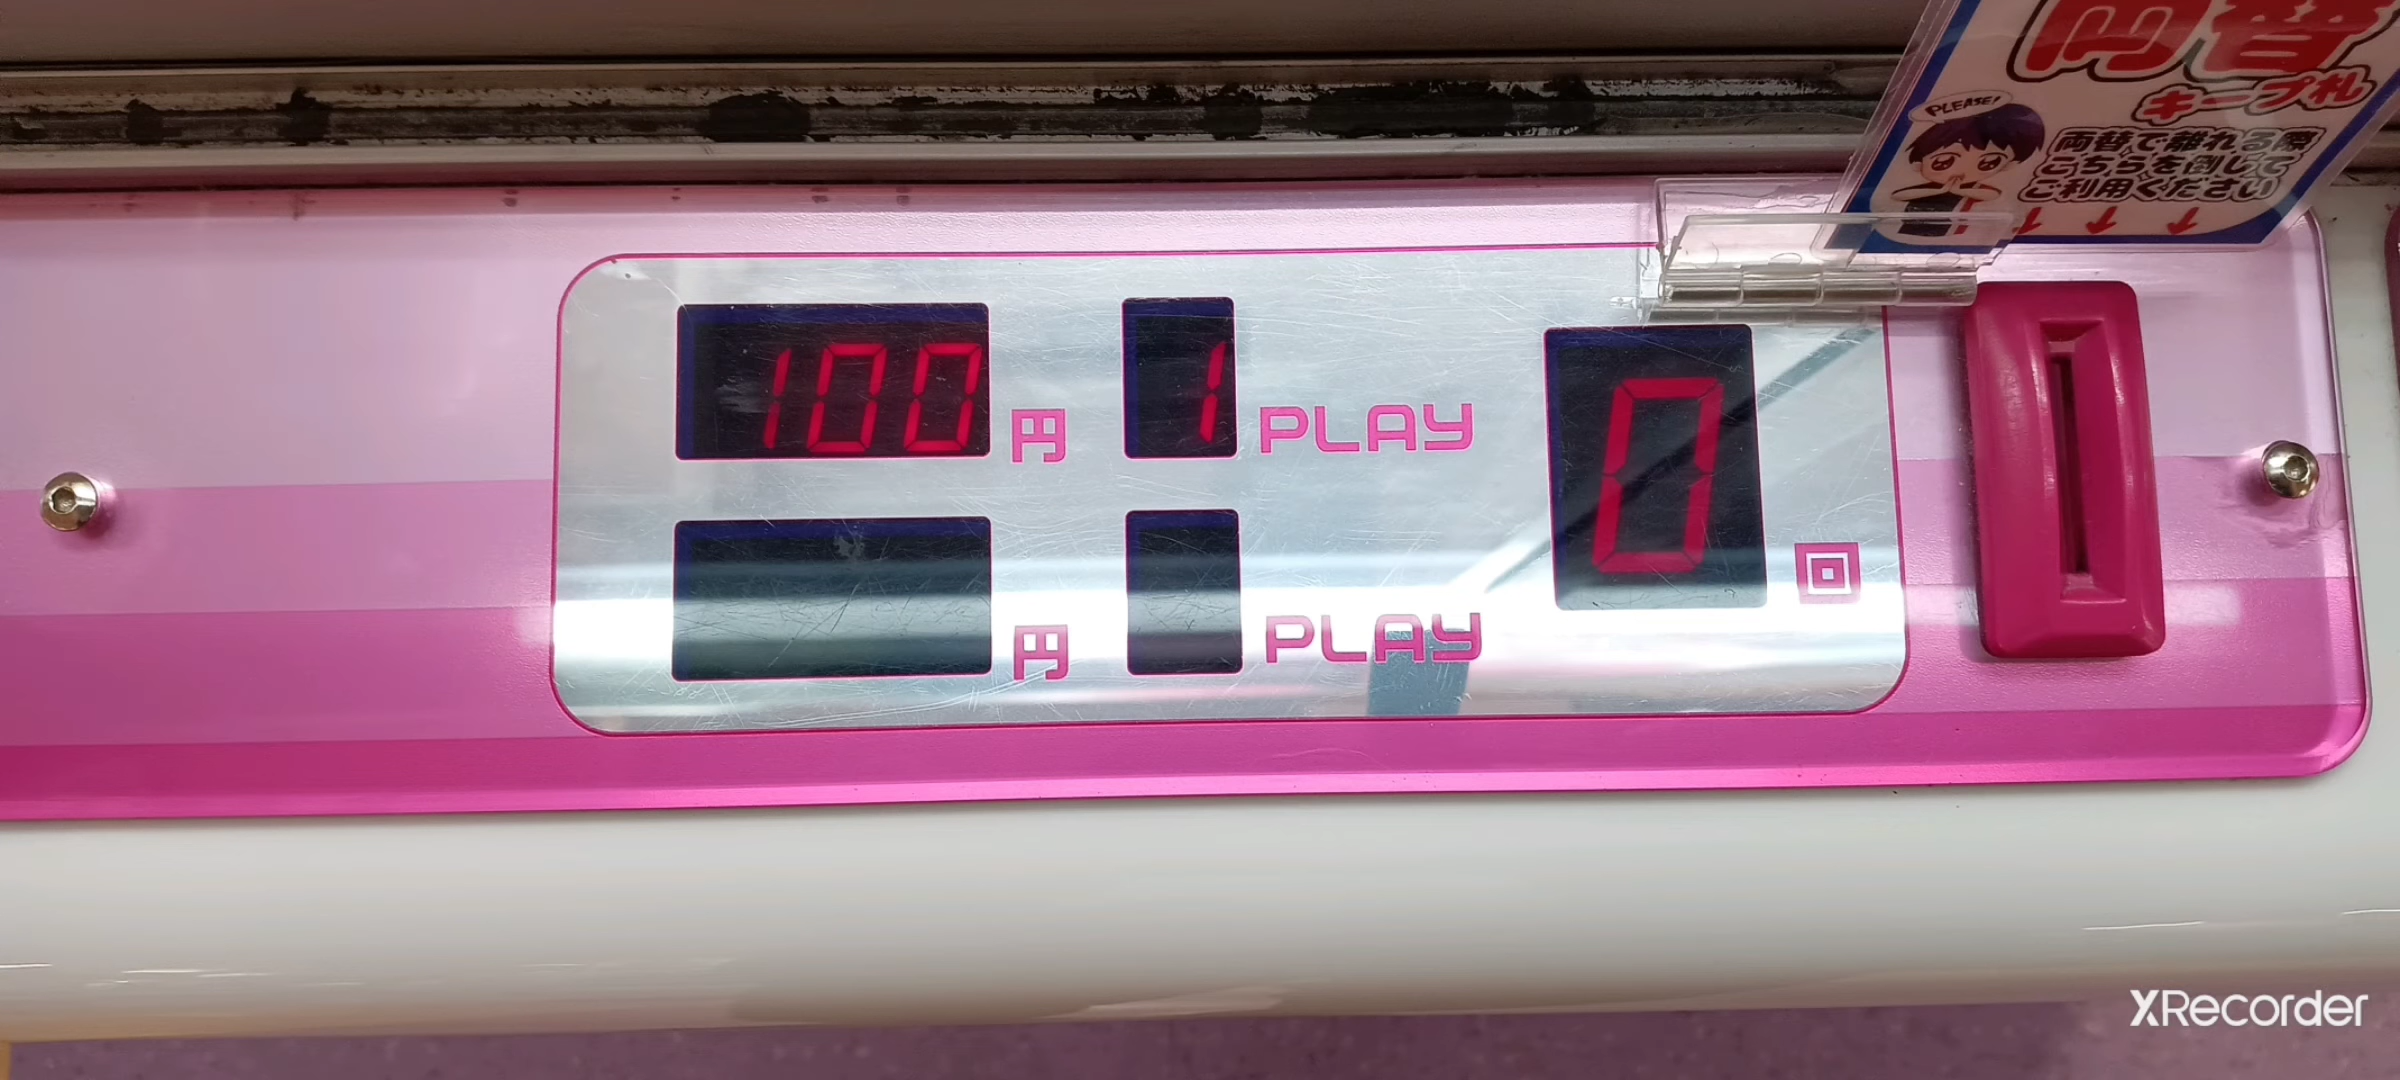 両替
キープ札
PLEASE!
両替で離れる際
こちらを倒して
ご利用ください
100 円 1 PLAY
0 回
円 PLAY
XRecorder